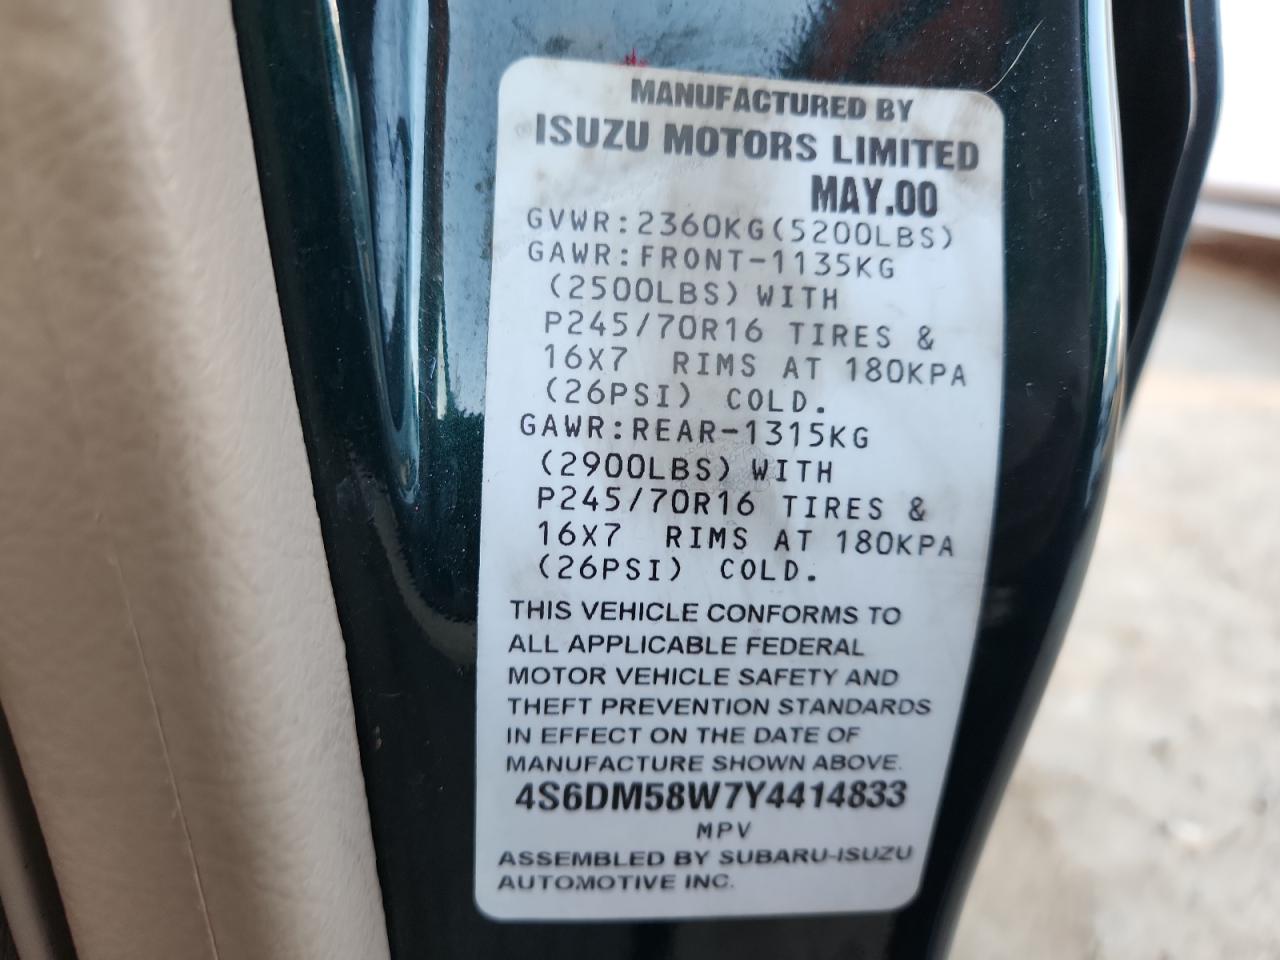 MANUFACTURED BY
ISUZU MOTORS LIMITED
MAY.00
GVWR:2360KG(5200LBS)
GAWR:FRONT-1135KG
(2500LBS) WITH
P245/70R16 TIRES &
16X7 RIMS AT 180KPA
(26PSI) COLD.
GAWR:REAR-1315KG
(2900LBS) WITH
P245/70R16 TIRES &
16X7 RIMS AT 180KPA
(26PSI) COLD.
THIS VEHICLE CONFORMS TO
ALL APPLICABLE FEDERAL
MOTOR VEHICLE SAFETY AND
THEFT PREVENTION STANDARDS
IN EFFECT ON THE DATE OF
MANUFACTURE SHOWN ABOVE.
4S6DM58W7Y4414833
MPV
ASSEMBLED BY SUBARU-ISUZU
AUTOMOTIVE INC.